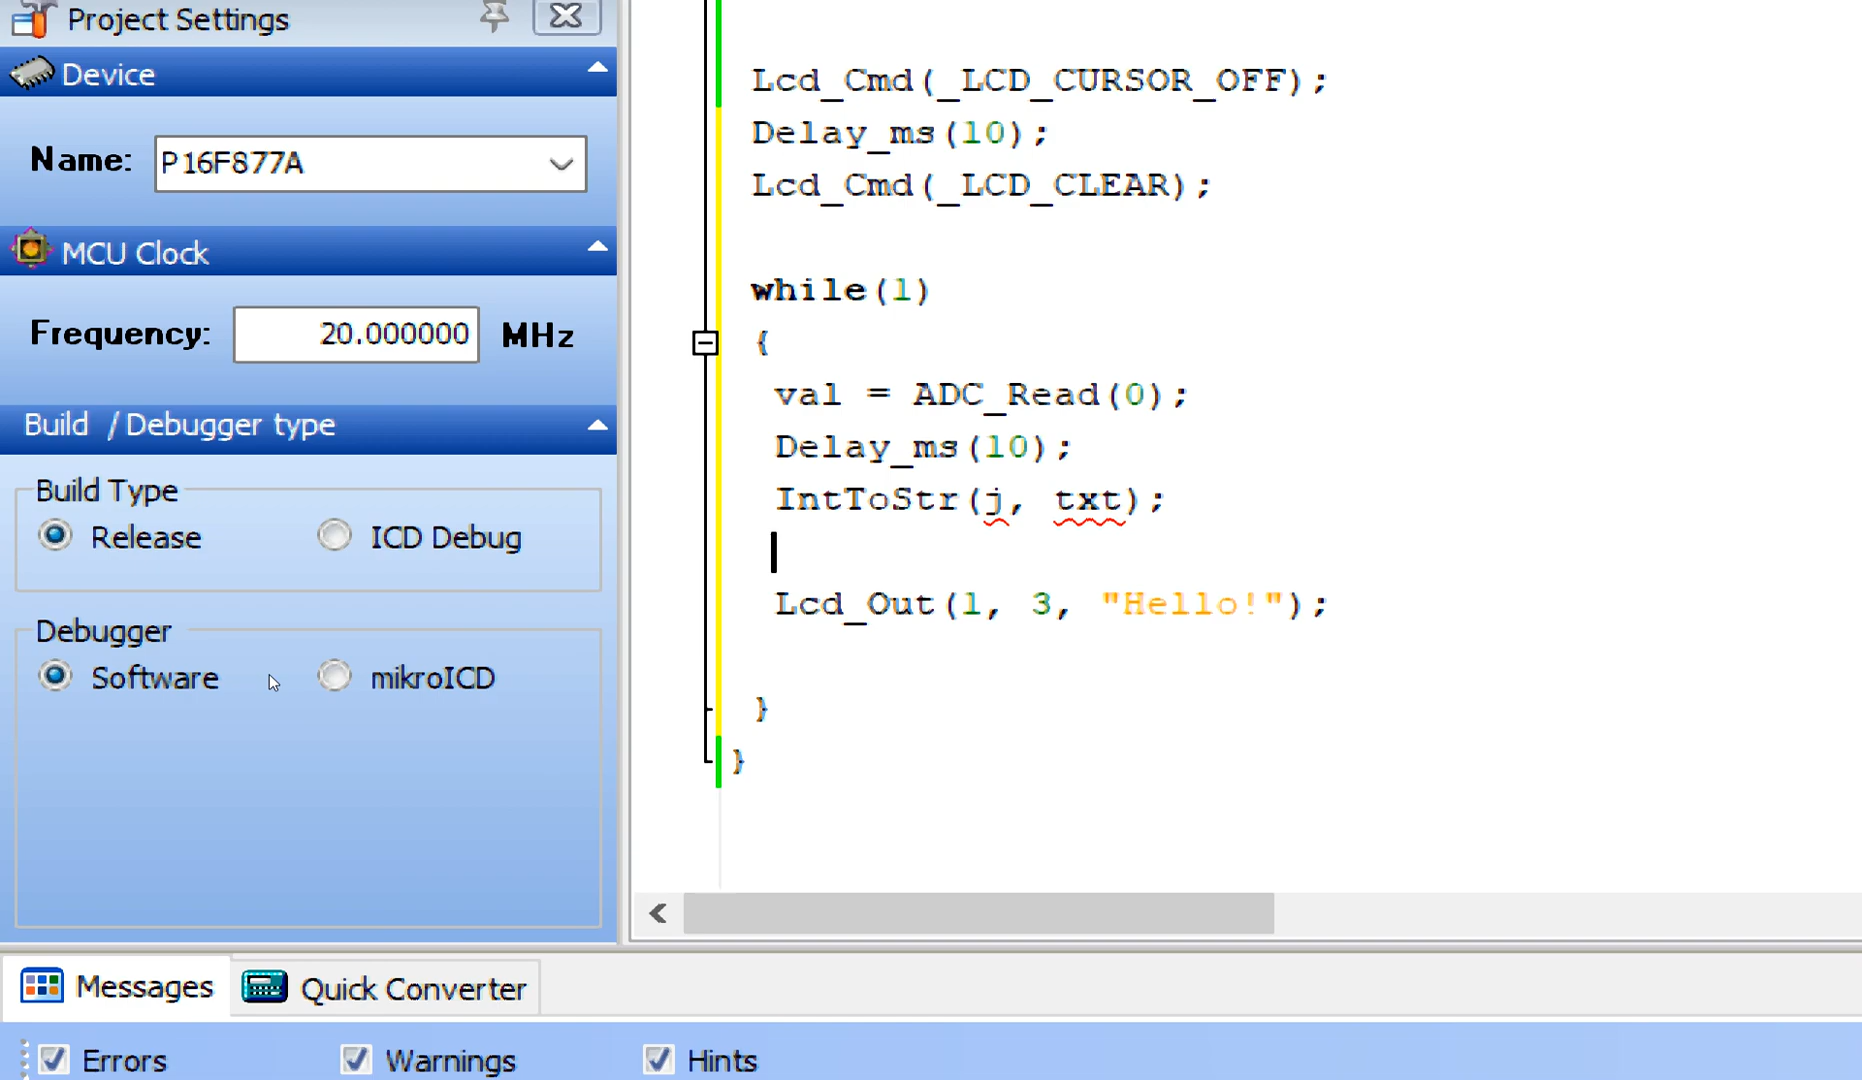 Project Settings
Device
Name: P16F877A
MCU Clock
Frequency: 20.000000 MHz
Build / Debugger type
Build Type
Release ICD Debug
Debugger
Software mikroICD
Lcd_Cmd(_LCD_CURSOR_OFF);
Delay_ms(10);
Lcd_Cmd(_LCD_CLEAR);
while(1)
{
val = ADC_Read(0);
Delay_ms(10);
IntToStr(j, txt);
Lcd_Out(1, 3, "Hello!");
}
}
Messages Quick Converter
Errors Warnings Hints